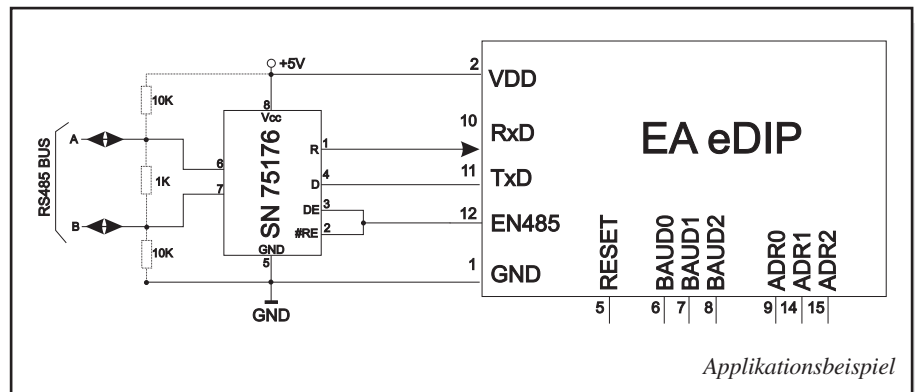 +5V
2
VDD
10K
8
Vcc
10
RxD
EA eDIP
A
6
R
1
RS485 BUS
1K
SN 75176
11
TxD
D
4
7
DE
3
12
EN485
B
#RE
2
10K
GND
5
1
GND
GND
RESET
BAUD0
BAUD1
BAUD2
ADR0
ADR1
ADR2
5
6
7
8
9
14
15
Applikationsbeispiel